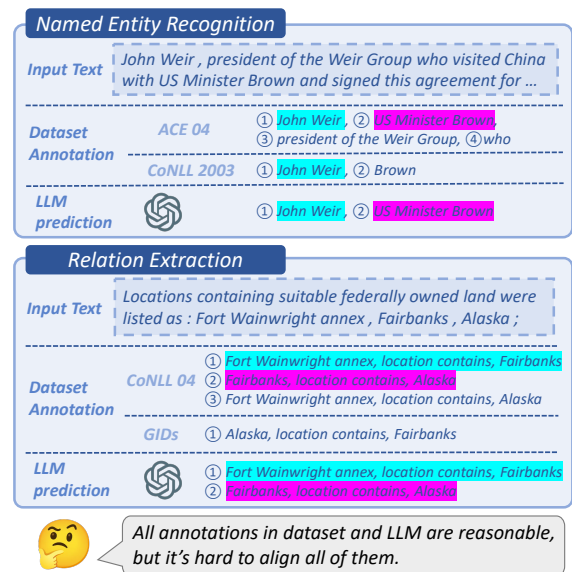 Named Entity Recognition
Input Text
John Weir , president of the Weir Group who visited China
with US Minister Brown and signed this agreement for ...
Dataset
Annotation
ACE 04
① John Weir , ② US Minister Brown,
③ president of the Weir Group, ④who
CoNLL 2003
① John Weir , ② Brown
LLM
prediction
① John Weir , ② US Minister Brown
Relation Extraction
Input Text
Locations containing suitable federally owned land were
listed as : Fort Wainwright annex , Fairbanks , Alaska ;
Dataset
Annotation
CoNLL 04
① Fort Wainwright annex, location contains, Fairbanks
② Fairbanks, location contains, Alaska
③ Fort Wainwright annex, location contains, Alaska
GIDs
① Alaska, location contains, Fairbanks
LLM
prediction
① Fort Wainwright annex, location contains, Fairbanks
② Fairbanks, location contains, Alaska
All annotations in dataset and LLM are reasonable,
but it's hard to align all of them.